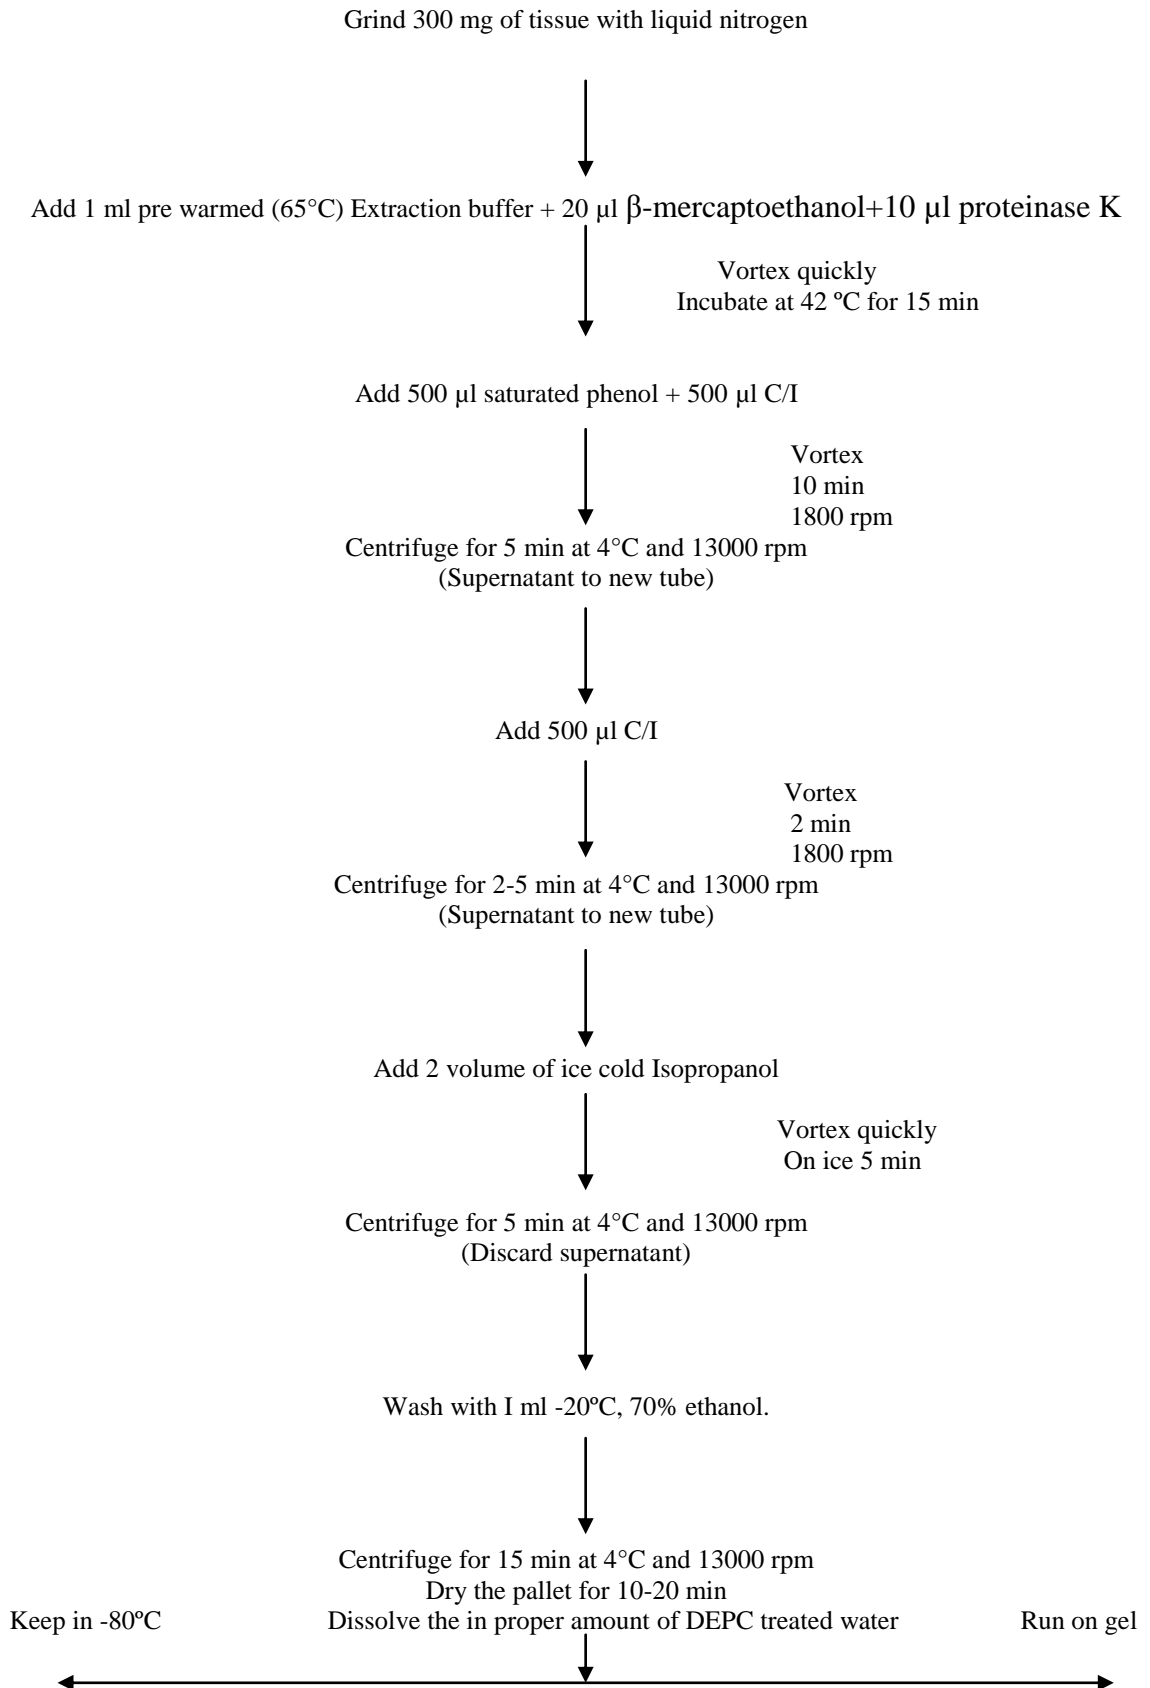 Grind 300 mg of tissue with liquid nitrogen
Add 1 ml pre warmed (65°C) Extraction buffer + 20 µl β-mercaptoethanol+10 µl proteinase K
Vortex quickly
Incubate at 42 ºC for 15 min
Add 500 µl saturated phenol + 500 µl C/I
Vortex
10 min
1800 rpm
Centrifuge for 5 min at 4°C and 13000 rpm
(Supernatant to new tube)
Add 500 µl C/I
Vortex
2 min
1800 rpm
Centrifuge for 2-5 min at 4°C and 13000 rpm
(Supernatant to new tube)
Add 2 volume of ice cold Isopropanol
Vortex quickly
On ice 5 min
Centrifuge for 5 min at 4°C and 13000 rpm
(Discard supernatant)
Wash with I ml -20ºC, 70% ethanol.
Centrifuge for 15 min at 4°C and 13000 rpm
Dry the pallet for 10-20 min
Keep in -80ºC
Dissolve the in proper amount of DEPC treated water
Run on gel